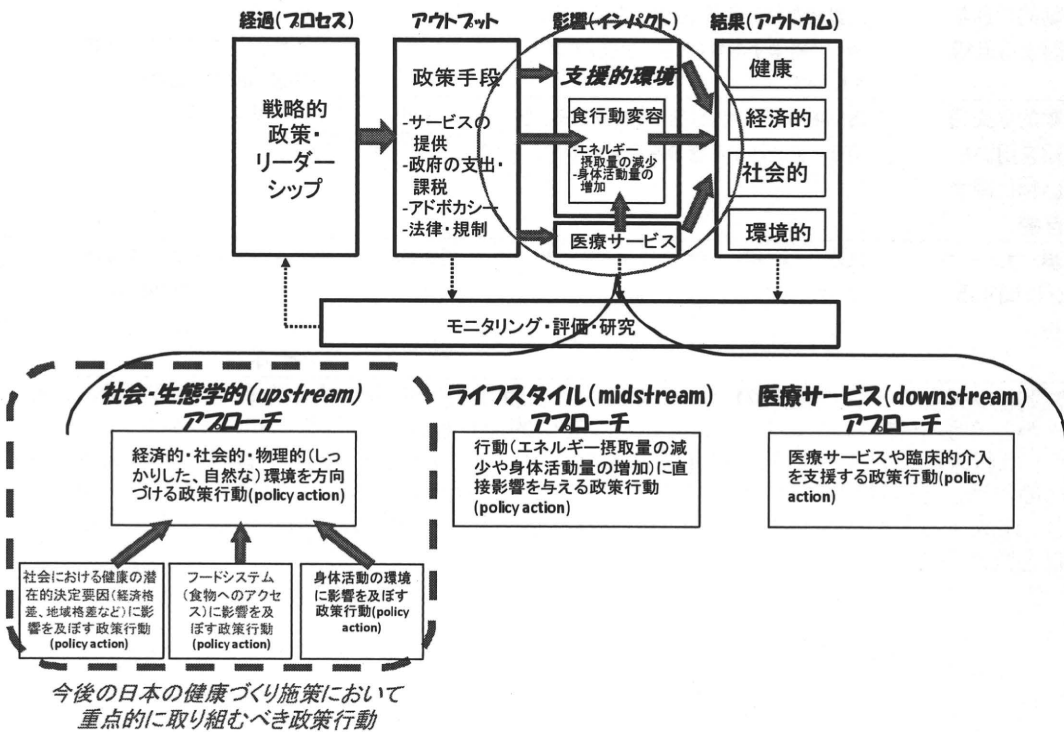 経過(プロセス)
アウトプット
影響(インパクト)
結果(アウトカム)
戦略的
政策・
リーダー
シップ
政策手段
-サービスの
提供
-政府の支出・
課税
-アドボカシー
-法律・規制
支援的環境
食行動変容
-エネルギー
摂取量の減少
-身体活動量の
増加
医療サービス
健康
経済的
社会的
環境的
モニタリング・評価・研究
社会・生態学的(upstream)
アプローチ
経済的・社会的・物理的(しっ
かりした、自然な)環境を方向
づける政策行動(policy action)
社会における健康の潜
在的決定要因(経済格
差、地域格差など)に影
響を及ぼす政策行動
(policy action)
フードシステム
(食物へのアクセ
ス)に影響を及
ぼす政策行動
(policy action)
身体活動の環境
に影響を及ぼす
政策行動(policy
action)
今後の日本の健康づくり施策において
重点的に取り組むべき政策行動
ライフスタイル(midstream)
アプローチ
行動(エネルギー摂取量の減
少や身体活動量の増加)に直
接影響を与える政策行動
(policy action)
医療サービス(downstream)
アプローチ
医療サービスや臨床的介入
を支援する政策行動(policy
action)